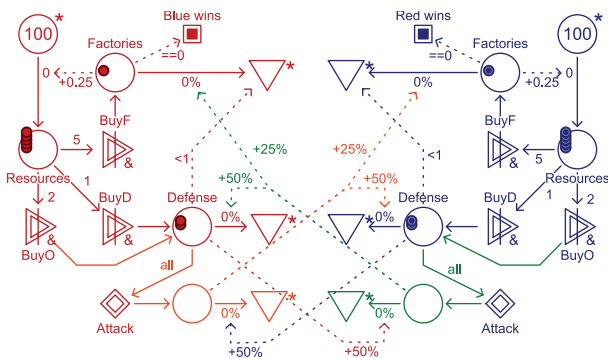 Blue wins
Red wins
100
*
Factories
==0
==0
Factories
100
*
0
+0.25
0%
*
*
0%
+0.25
0
BuyF
BuyF
5
&
+25%
+25%
&
5
<1
<1
Resources
1
+50%
+50%
1
Resources
2
BuyD
Defense
Defense
BuyD
2
0%
*
*
0%
&
&
&
&
BuyO
BuyO
all
all
*
*
0%
0%
Attack
Attack
+50%
+50%